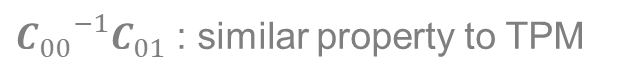 𝑪₀₀⁻¹𝑪₀₁ : similar property to TPM